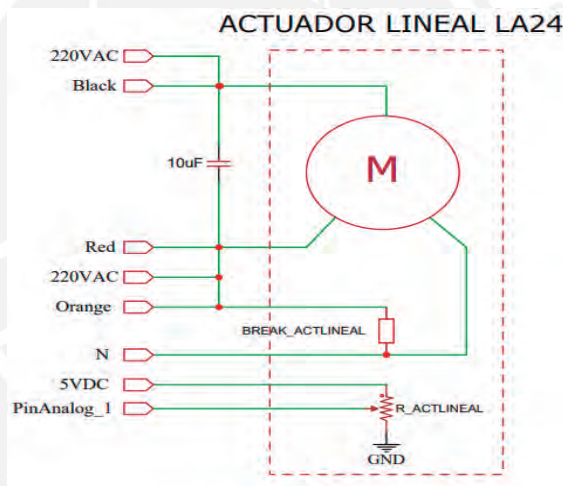 ACTUADOR LINEAL LA24
220VAC
Black
10uF
M
Red
220VAC
Orange
BREAK_ACTLINEAL
N
5VDC
PinAnalog_1
R_ACTLINEAL
GND